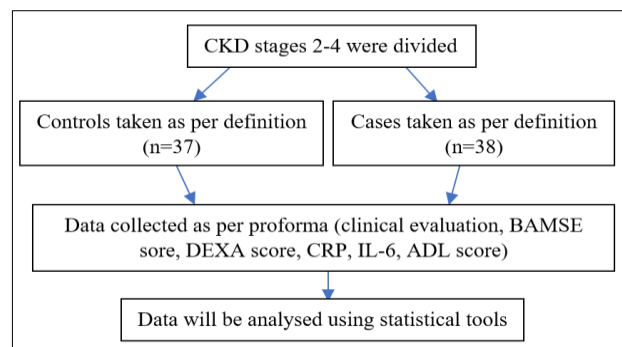 CKD stages 2-4 were divided
Controls taken as per definition
(n=37)
Cases taken as per definition
(n=38)
Data collected as per proforma (clinical evaluation, BAMSE
sore, DEXA score, CRP, IL-6, ADL score)
Data will be analysed using statistical tools